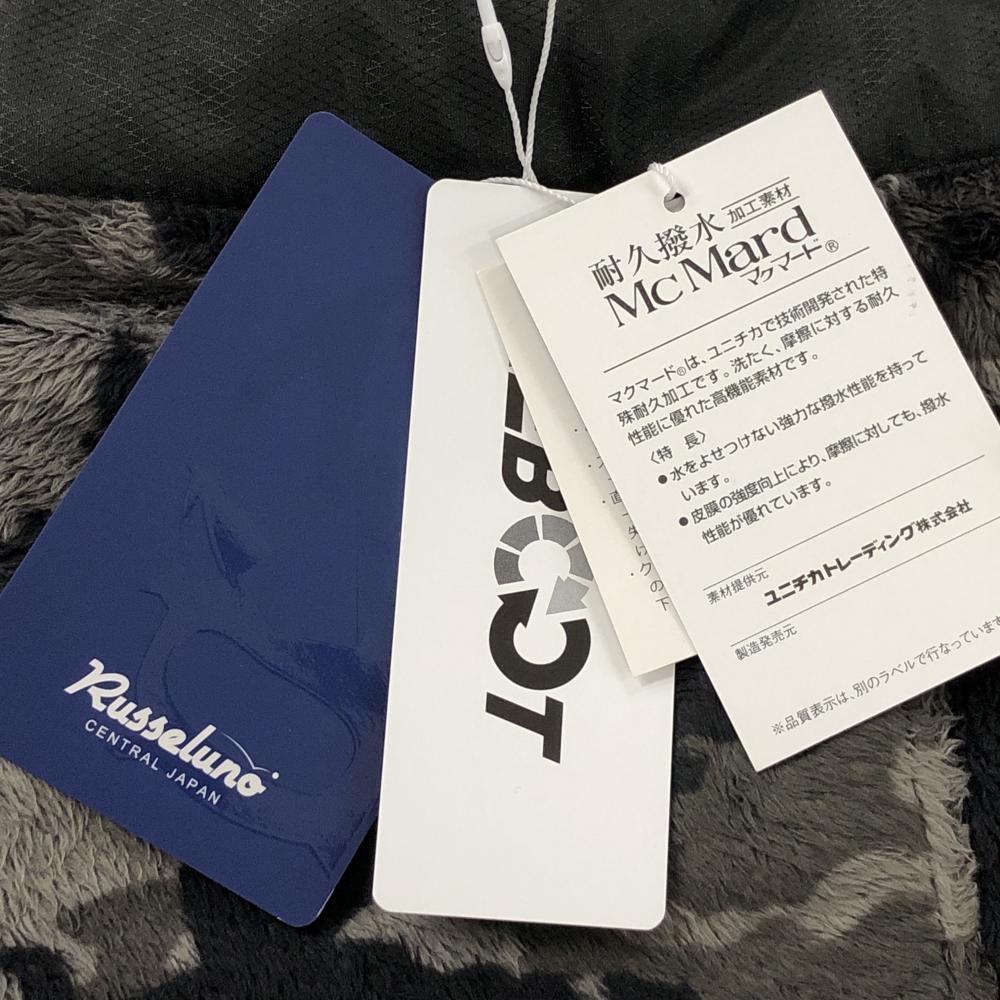 Russeluno
CENTRAL JAPAN
耐久撥水 加工素材
McMard
マクマード®
マクマード®は、ユニチカで技術開発された特
殊耐久加工です。洗たく、摩擦に対する耐久
性能に優れた高機能素材です。
〈特 長〉
●水をよせつけない強力な撥水性能を持って
います。
●皮膜の強度向上により、摩擦に対しても、撥水
性能が優れています。
素材提供元
ユニチカトレーディング株式会社
製造発売元
※品質表示は、別のラベルで行なっています